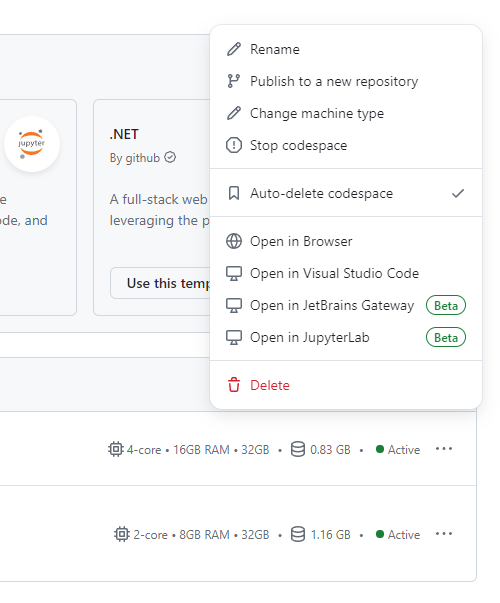 Rename
Publish to a new repository
Change machine type
Stop codespace
Auto-delete codespace
Open in Browser
Open in Visual Studio Code
Open in JetBrains Gateway Beta
Open in JupyterLab Beta
Delete
jupyter
e
ode, and
.NET
By github
A full-stack web
leveraging the p
Use this temp
4-core • 16GB RAM • 32GB • 0.83 GB • Active
2-core • 8GB RAM • 32GB • 1.16 GB • Active